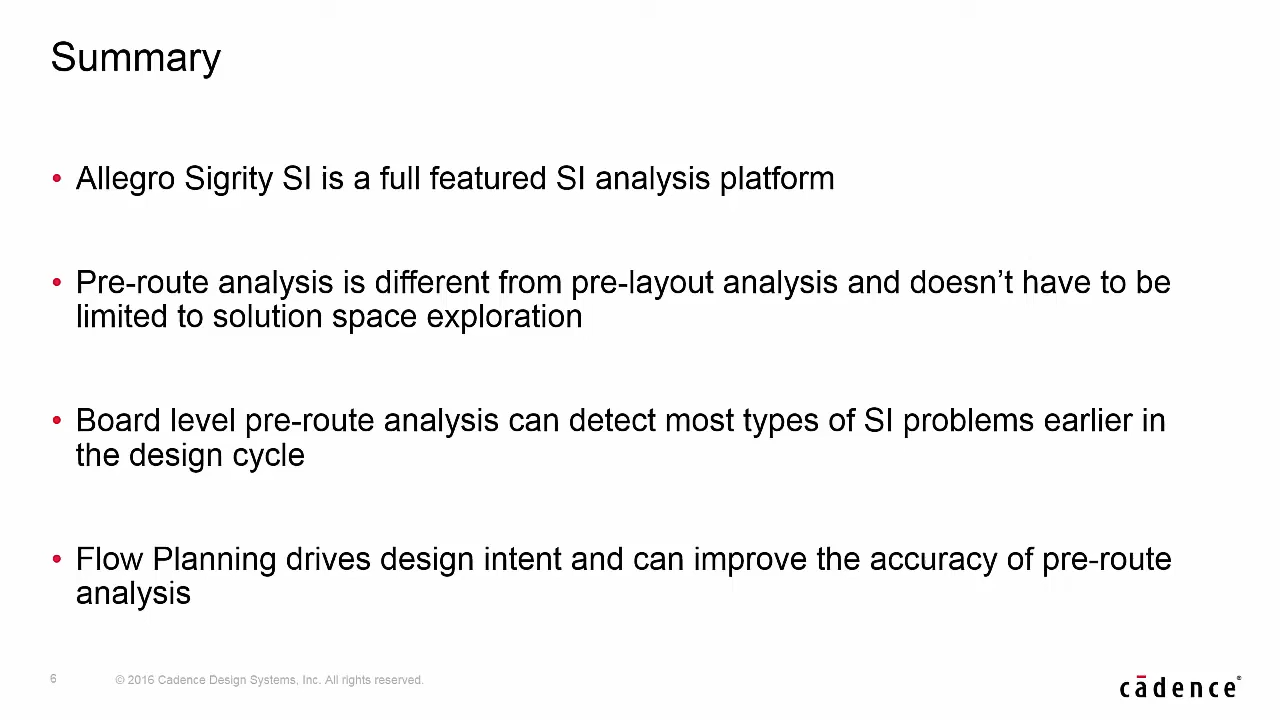 Summary
• Allegro Sigrity SI is a full featured SI analysis platform
• Pre-route analysis is different from pre-layout analysis and doesn’t have to be
limited to solution space exploration
• Board level pre-route analysis can detect most types of SI problems earlier in
the design cycle
• Flow Planning drives design intent and can improve the accuracy of pre-route
analysis
6 © 2016 Cadence Design Systems, Inc. All rights reserved.
cādence®